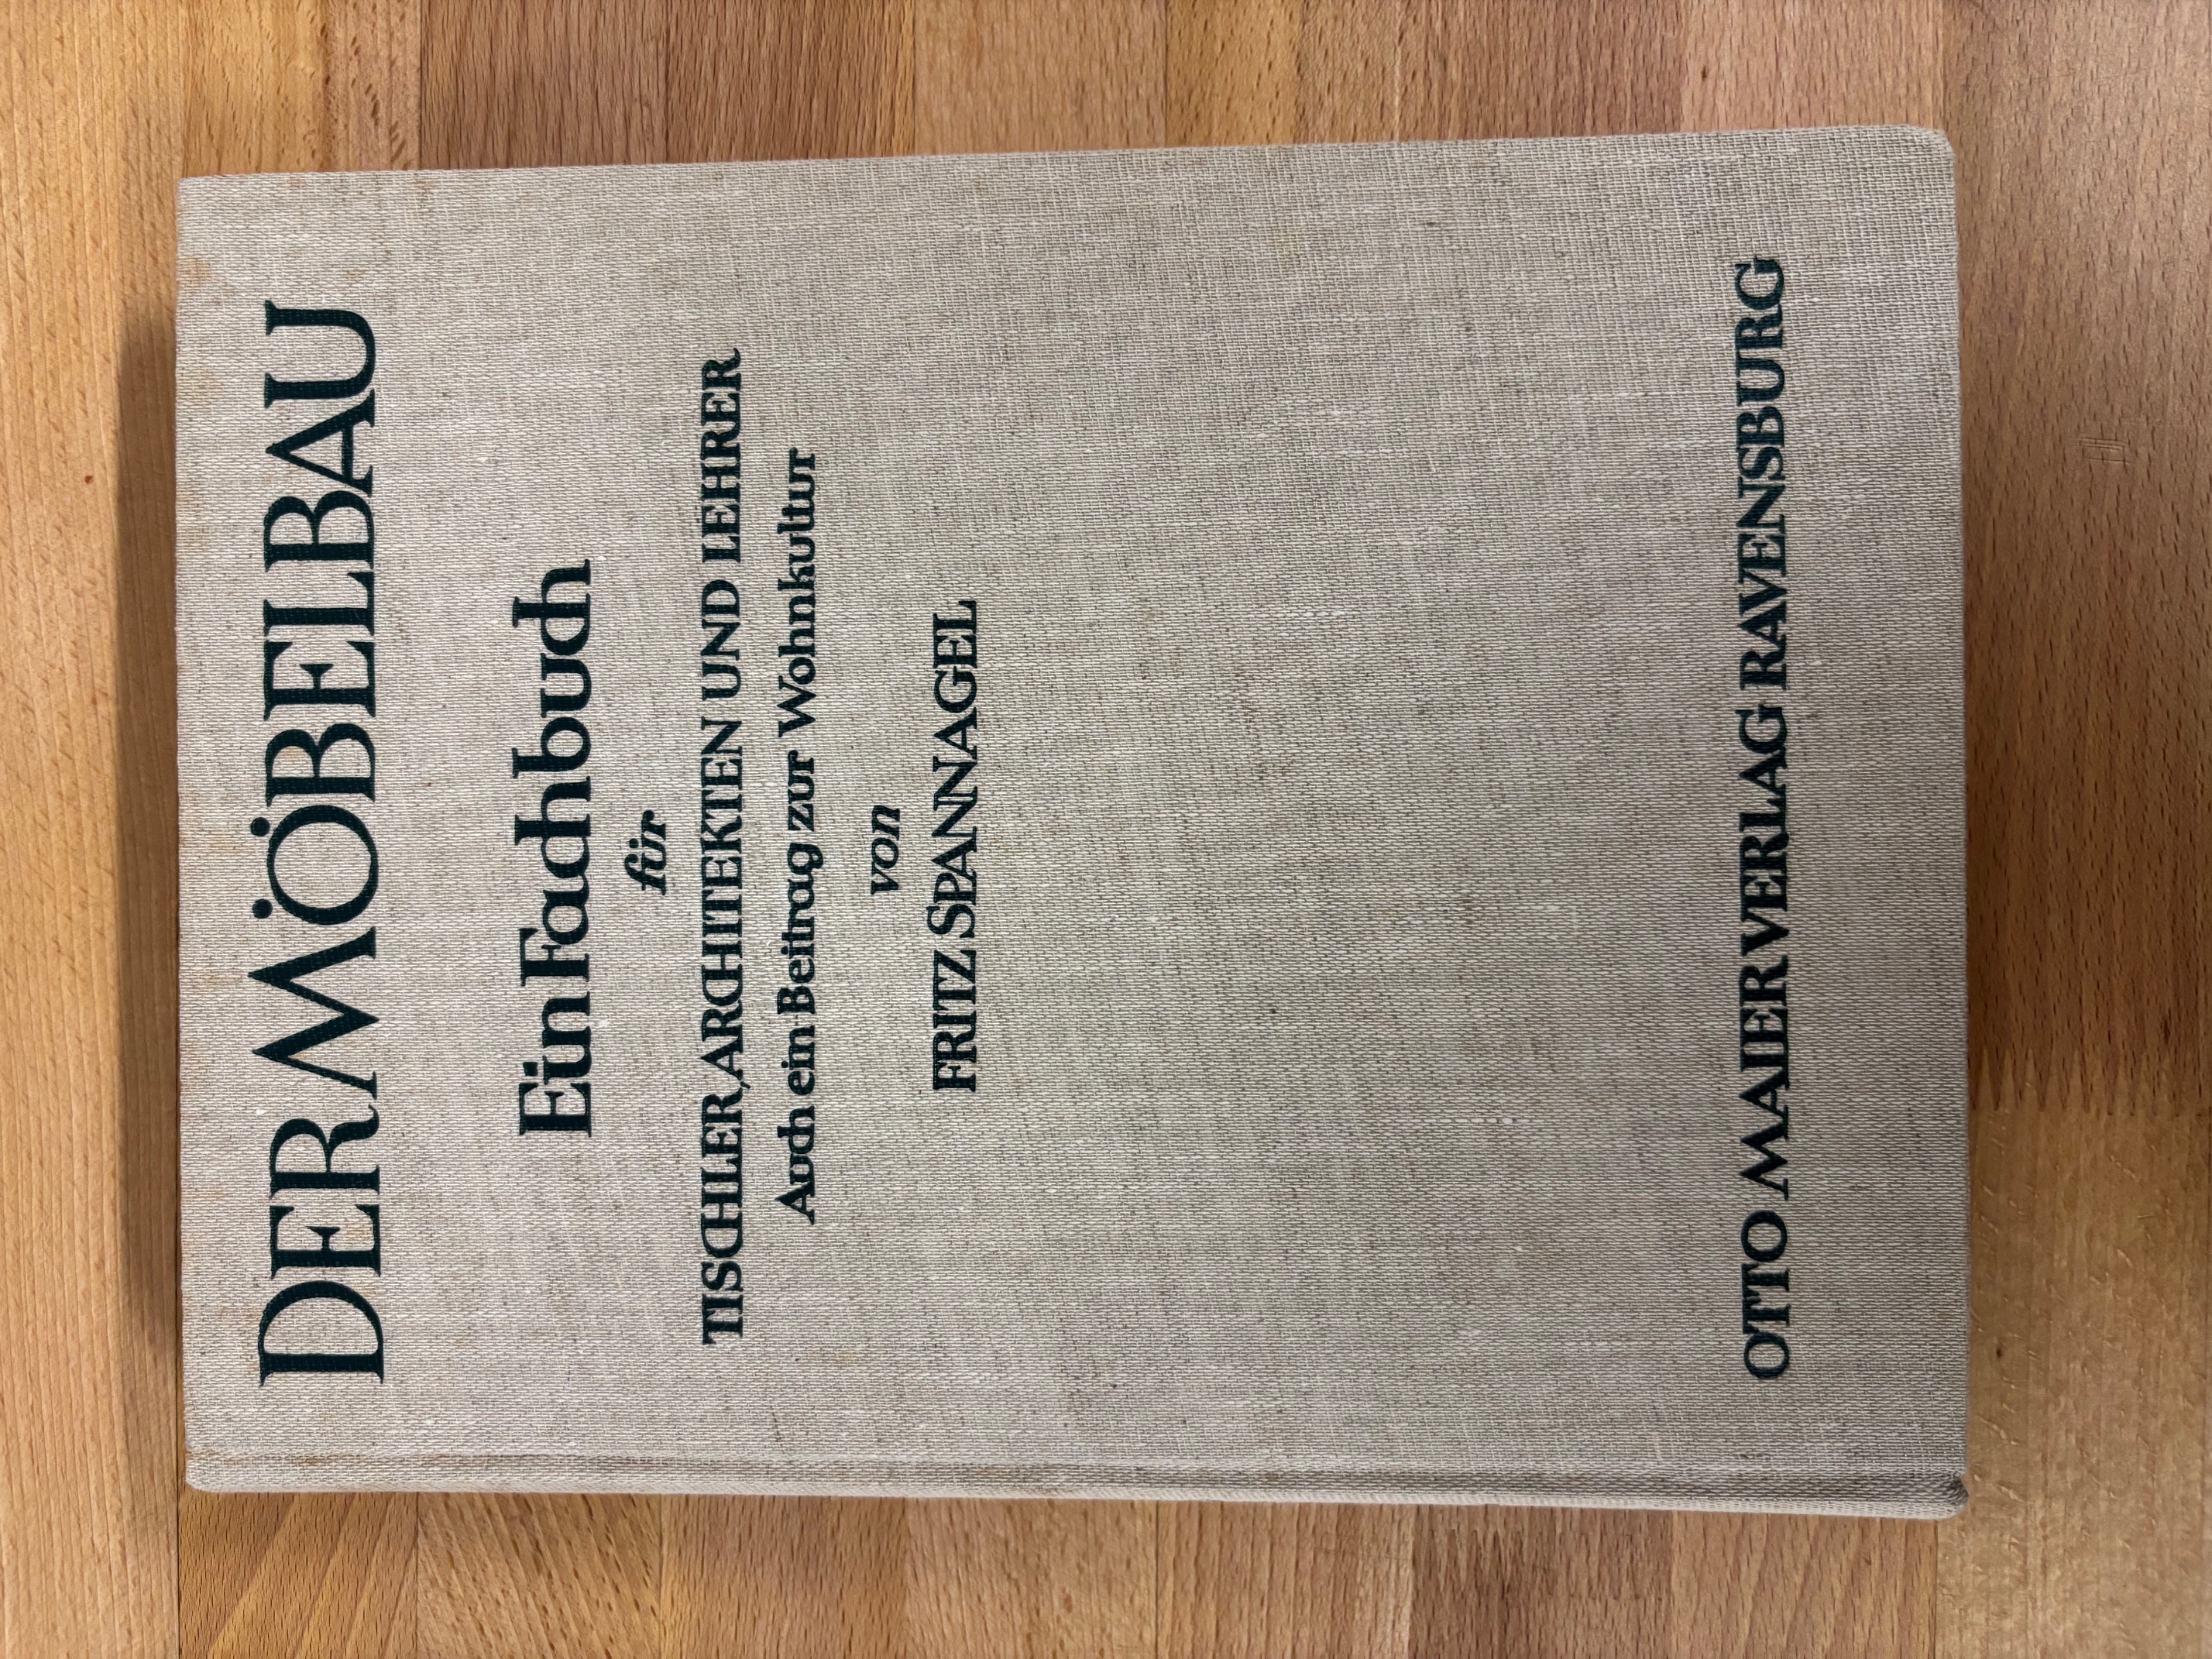 DER MÖBELBAU
Ein Fachbuch
für
TISCHLER, ARCHITEKTEN UND LEHRER
Auch ein Beitrag zur Wohnkultur
von
FRITZ SPANNAGEL
OTTO MAIER VERLAG RAVENSBURG